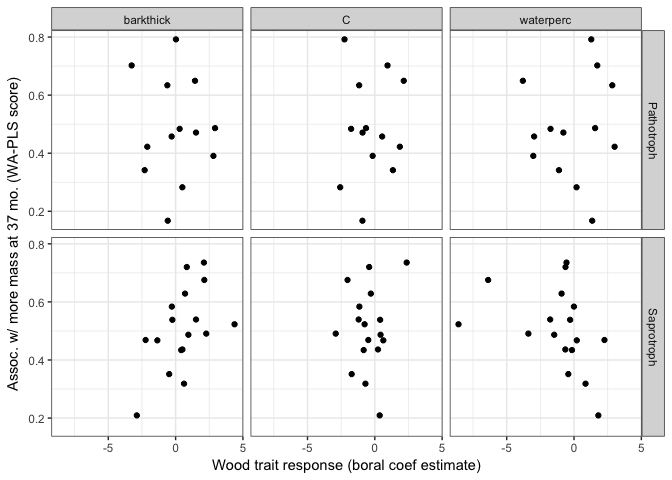 barkthick C waterperc
0.8
0.6
0.4
0.2
Pathotroph
0.8
0.6
0.4
0.2
Saprotroph
-5 0 5 -5 0 5 -5 0 5
Wood trait response (boral coef estimate)
Assoc. w/ more mass at 37 mo. (WA-PLS score)